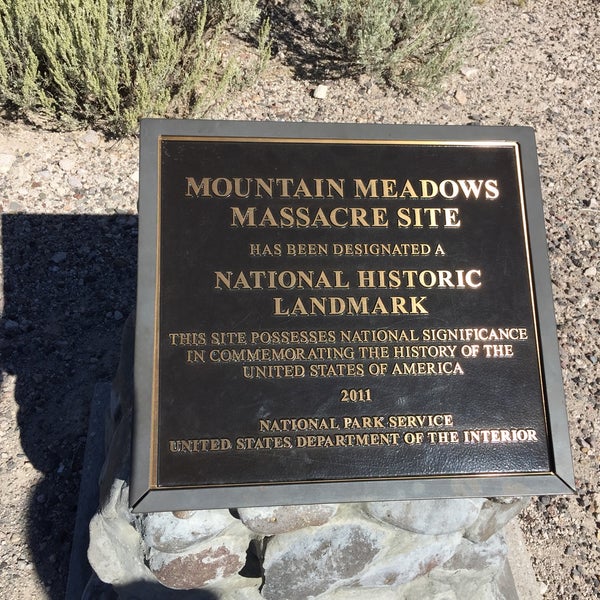 MOUNTAIN MEADOWS
MASSACRE SITE
HAS BEEN DESIGNATED A
NATIONAL HISTORIC
LANDMARK
THIS SITE POSSESSES NATIONAL SIGNIFICANCE
IN COMMEMORATING THE HISTORY OF THE
UNITED STATES OF AMERICA
2011
NATIONAL PARK SERVICE
UNITED STATES, DEPARTMENT OF THE INTERIOR